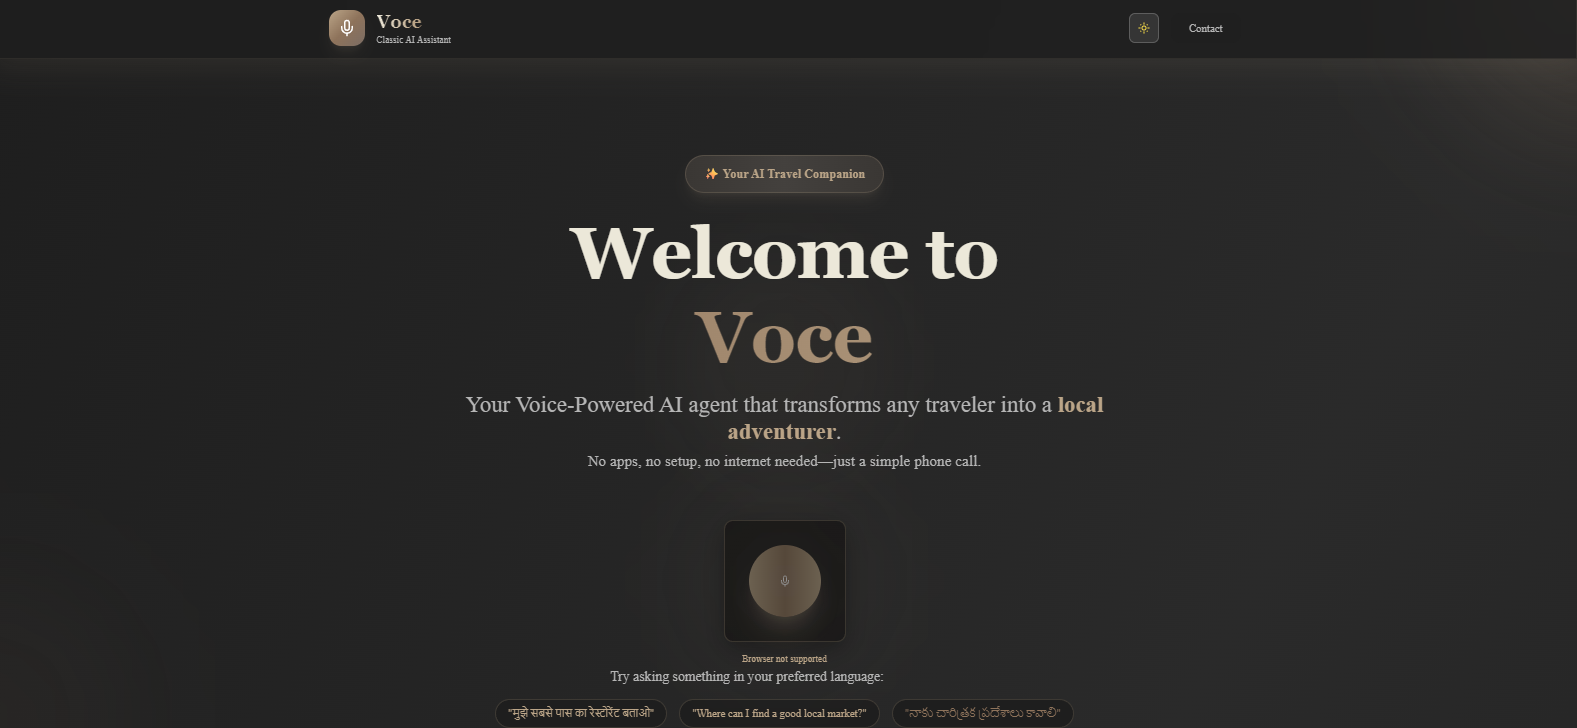 Voce
Classic AI Assistant
Contact
✨ Your AI Travel Companion
Welcome to
Voce
Your Voice-Powered AI agent that transforms any traveler into a local
adventurer.
No apps, no setup, no internet needed—just a simple phone call.
Browser not supported
Try asking something in your preferred language:
"मुझे सबसे पास का रेस्टोरेंट बताओ"
"Where can I find a good local market?"
"నాకు చారిత్రక ప్రదేశాలు కావాలి"